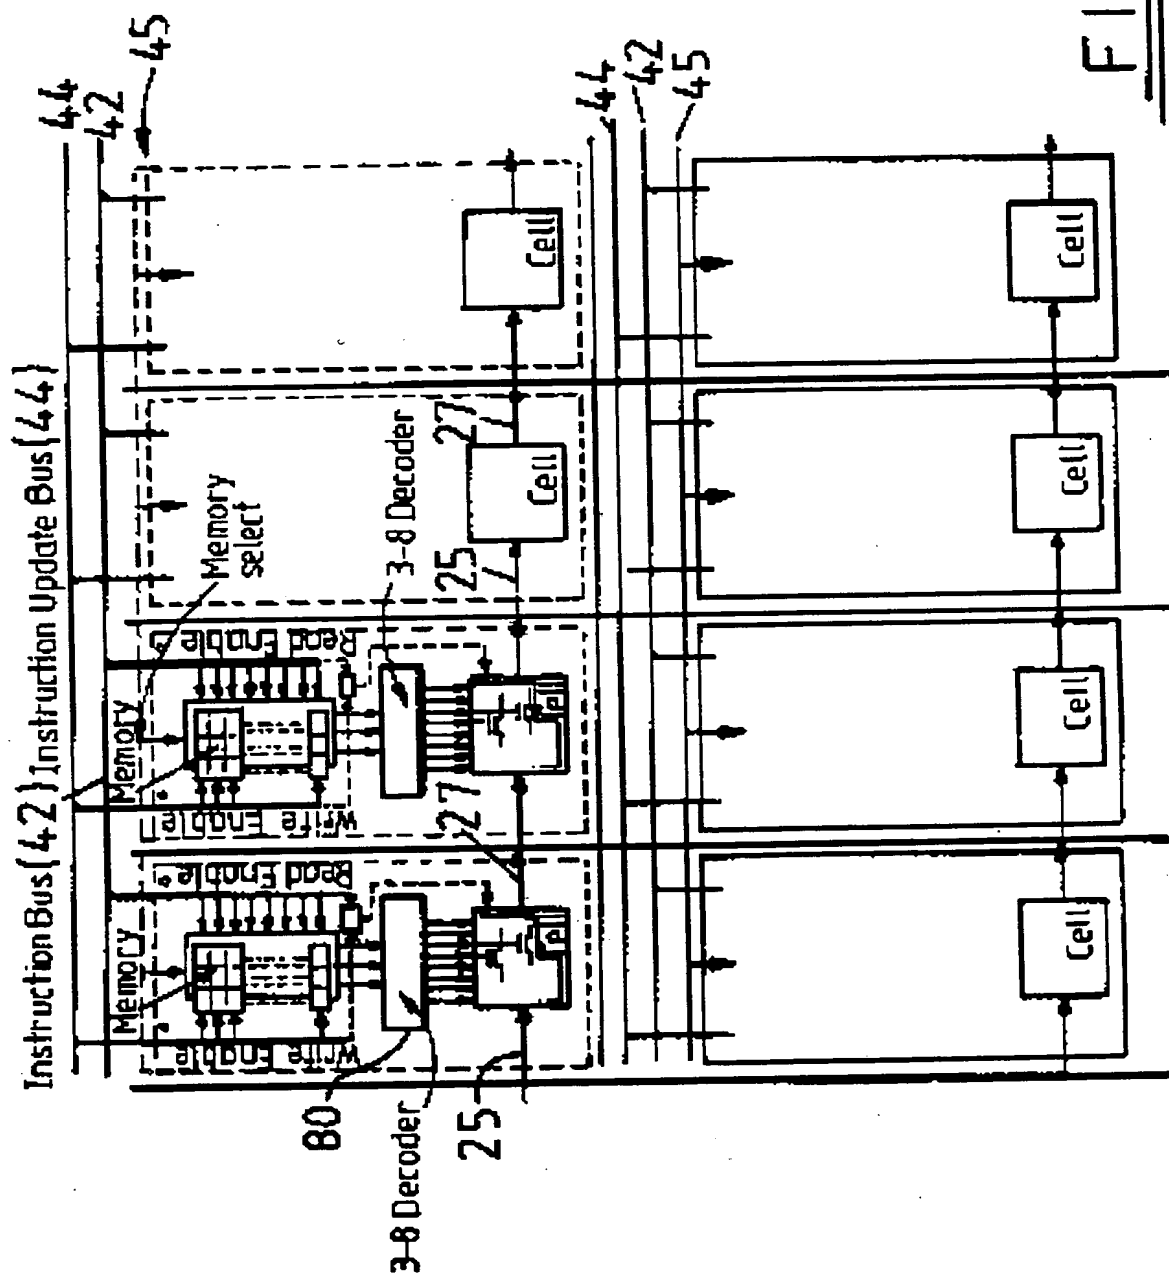 Instruction Bus(42) Instruction Update Bus(44)
44
42
45
Memory
select
Memory
Read Enable
Write Enable
Memory
Read Enable
Write Enable
3-8 Decoder
80
3-8 Decoder
25
27
25
27
Cell
Cell
Cell
Cell
44
42
45
Cell
Cell
Cell
Cell
FI